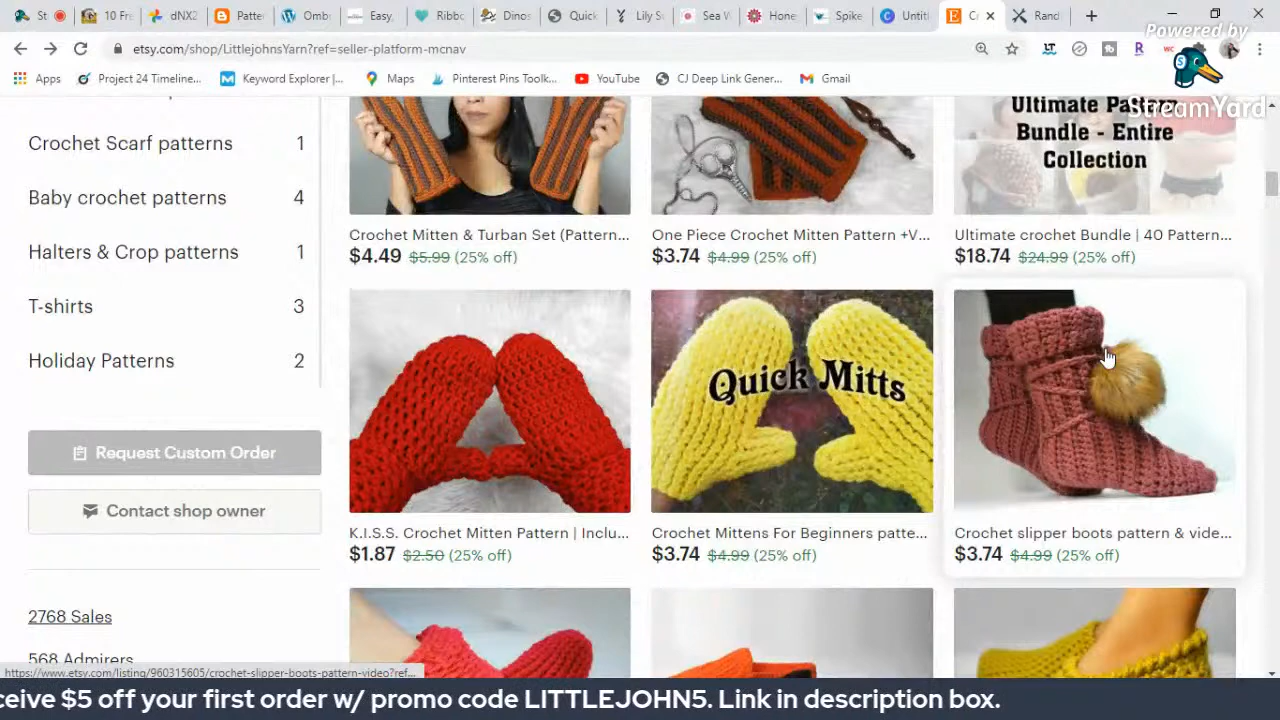 St
10 Fre
dNX2
Patte
Omb
Easy,
Ribbo
Dinos
Quick
Lily S
Sea W
Hone
Spike
Untit
C
Rand
Powered by
StreamYard
etsy.com/shop/LittlejohnsYarn?ref=seller-platform-mcnav
Apps
Project 24 Timeline...
Keyword Explorer |...
Maps
Pinterest Pins Toolk...
YouTube
CJ Deep Link Gener...
Gmail
Crochet Scarf patterns 1
Baby crochet patterns 4
Halters & Crop patterns 1
T-shirts 3
Holiday Patterns 2
Request Custom Order
Contact shop owner
2768 Sales
568 Admirers
Ultimate Pattern
Bundle - Entire
Collection
Crochet Mitten & Turban Set (Pattern...
$4.49 $5.99 (25% off)
One Piece Crochet Mitten Pattern +V...
$3.74 $4.99 (25% off)
Ultimate crochet Bundle | 40 Pattern...
$18.74 $24.99 (25% off)
Quick Mitts
K.I.S.S. Crochet Mitten Pattern | Inclu...
$1.87 $2.50 (25% off)
Crochet Mittens For Beginners patte...
$3.74 $4.99 (25% off)
Crochet slipper boots pattern & vide...
$3.74 $4.99 (25% off)
https://www.etsy.com/listing/960315605/crochet-slipper-boots-pattern-video?ref...
ceive $5 off your first order w/ promo code LITTLEJOHN5. Link in description box.